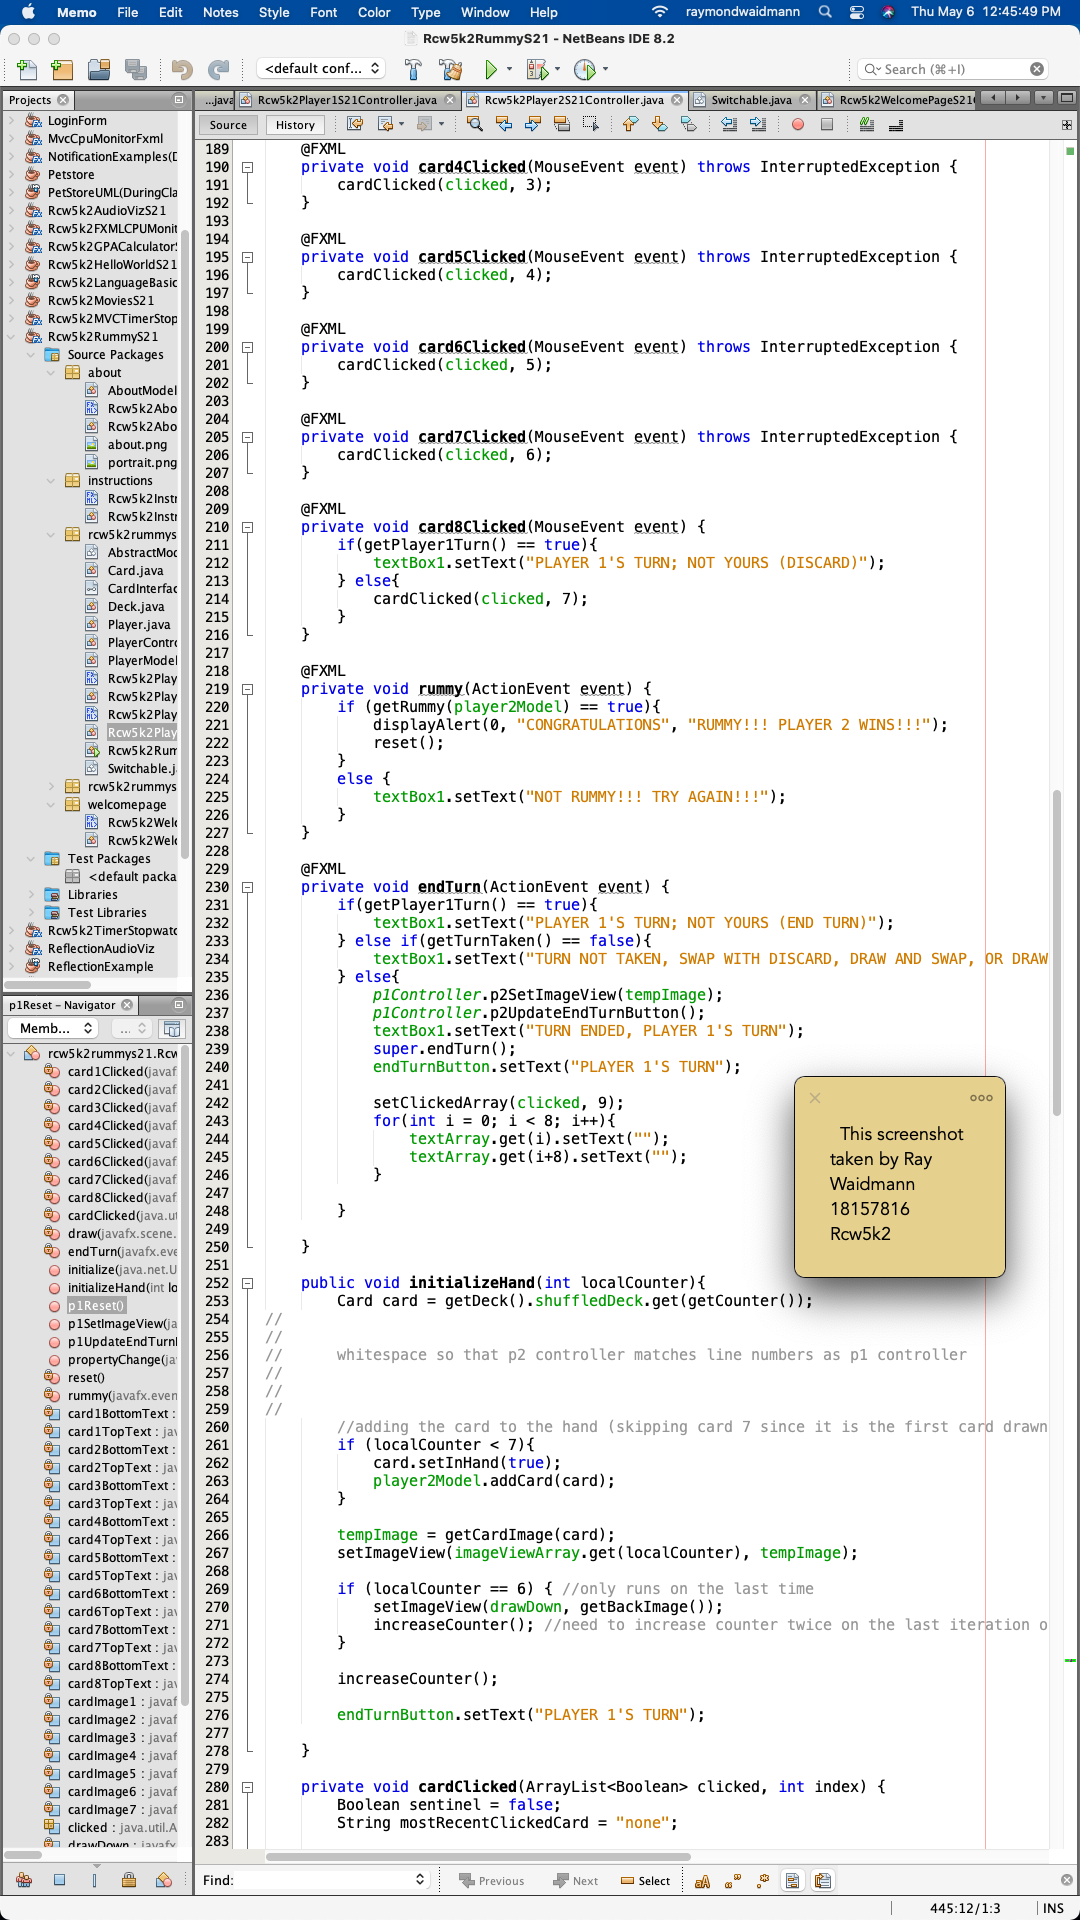 Memo File Edit Notes Style Font Color Type Window Help raymondwaidmann Thu May 6 12:45:49 PM
Rcw5k2RummyS21 - NetBeans IDE 8.2
<default conf... Search (⌘+I)
Projects ...java Rcw5k2Player1S21Controller.java Rcw5k2Player2S21Controller.java Switchable.java Rcw5k2WelcomePageS21
Source History
LoginForm
MvcCpuMonitorFxml
NotificationExamples(D
Petstore
PetStoreUML(DuringCla
Rcw5k2AudioVizS21
Rcw5k2FXMLCPUMonit
Rcw5k2GPACalculatorS
Rcw5k2HelloWorldS21
Rcw5k2LanguageBasic
Rcw5k2MoviesS21
Rcw5k2MVCTimerStop
Rcw5k2RummyS21
Source Packages
about
AboutModel
Rcw5k2Abo
Rcw5k2Abo
about.png
portrait.png
instructions
Rcw5k2Instr
Rcw5k2Instr
rcw5k2rummys
AbstractMod
Card.java
CardInterfac
Deck.java
Player.java
PlayerContro
PlayerModel
Rcw5k2Play
Rcw5k2Play
Rcw5k2Play
Rcw5k2Play
Rcw5k2Rum
Switchable.j
rcw5k2rummys
welcomepage
Rcw5k2Welc
Rcw5k2Welc
Test Packages
<default packa
Libraries
Test Libraries
Rcw5k2TimerStopwatc
ReflectionAudioViz
ReflectionExample
p1Reset - Navigator
Memb... ...
rcw5k2rummys21.Rcw
card1Clicked(javaf
card2Clicked(javaf
card3Clicked(javaf
card4Clicked(javaf
card5Clicked(javaf
card6Clicked(javaf
card7Clicked(javaf
card8Clicked(javaf
cardClicked(java.ut
draw(javafx.scene.
endTurn(javafx.eve
initialize(java.net.U
initializeHand(int lo
p1Reset()
p1SetImageView(ja
p1UpdateEndTurnI
propertyChange(ja
reset()
rummy(javafx.even
card1BottomText :
card1TopText : jav
card2BottomText :
card2TopText : jav
card3BottomText :
card3TopText : jav
card4BottomText :
card4TopText : jav
card5BottomText :
card5TopText : jav
card6BottomText :
card6TopText : jav
card7BottomText :
card7TopText : jav
card8BottomText :
card8TopText : jav
cardImage1 : javaf
cardImage2 : javaf
cardImage3 : javaf
cardImage4 : javaf
cardImage5 : javaf
cardImage6 : javaf
cardImage7 : javaf
clicked : java.util.A
drawDown : javafx
189 @FXML
190 private void card4Clicked(MouseEvent event) throws InterruptedException {
191 cardClicked(clicked, 3);
192 }
193
194 @FXML
195 private void card5Clicked(MouseEvent event) throws InterruptedException {
196 cardClicked(clicked, 4);
197 }
198
199 @FXML
200 private void card6Clicked(MouseEvent event) throws InterruptedException {
201 cardClicked(clicked, 5);
202 }
203
204 @FXML
205 private void card7Clicked(MouseEvent event) throws InterruptedException {
206 cardClicked(clicked, 6);
207 }
208
209 @FXML
210 private void card8Clicked(MouseEvent event) {
211 if(getPlayer1Turn() == true){
212 textBox1.setText("PLAYER 1'S TURN; NOT YOURS (DISCARD)");
213 } else{
214 cardClicked(clicked, 7);
215 }
216 }
217
218 @FXML
219 private void rummy(ActionEvent event) {
220 if (getRummy(player2Model) == true){
221 displayAlert(0, "CONGRATULATIONS", "RUMMY!!! PLAYER 2 WINS!!!");
222 reset();
223 }
224 else {
225 textBox1.setText("NOT RUMMY!!! TRY AGAIN!!!");
226 }
227 }
228
229 @FXML
230 private void endTurn(ActionEvent event) {
231 if(getPlayer1Turn() == true){
232 textBox1.setText("PLAYER 1'S TURN; NOT YOURS (END TURN)");
233 } else if(getTurnTaken() == false){
234 textBox1.setText("TURN NOT TAKEN, SWAP WITH DISCARD, DRAW AND SWAP, OR DRAW
235 } else{
236 p1Controller.p2SetImageView(tempImage);
237 p1Controller.p2UpdateEndTurnButton();
238 textBox1.setText("TURN ENDED, PLAYER 1'S TURN");
239 super.endTurn();
240 endTurnButton.setText("PLAYER 1'S TURN");
241
242 setClickedArray(clicked, 9);
243 for(int i = 0; i < 8; i++){
244 textArray.get(i).setText("");
245 textArray.get(i+8).setText("");
246 }
247
248 }
249
250 }
251
252 public void initializeHand(int localCounter){
253 Card card = getDeck().shuffledDeck.get(getCounter());
254 //
255 //
256 // whitespace so that p2 controller matches line numbers as p1 controller
257 //
258 //
259 //
260 //adding the card to the hand (skipping card 7 since it is the first card drawn
261 if (localCounter < 7){
262 card.setInHand(true);
263 player2Model.addCard(card);
264 }
265
266 tempImage = getCardImage(card);
267 setImageView(imageViewArray.get(localCounter), tempImage);
268
269 if (localCounter == 6) { //only runs on the last time
270 setImageView(drawDown, getBackImage());
271 increaseCounter(); //need to increase counter twice on the last iteration o
272 }
273
274 increaseCounter();
275
276 endTurnButton.setText("PLAYER 1'S TURN");
277
278 }
279
280 private void cardClicked(ArrayList<Boolean> clicked, int index) {
281 Boolean sentinel = false;
282 String mostRecentClickedCard = "none";
283
This screenshot
taken by Ray
Waidmann
18157816
Rcw5k2
Find: Previous Next Select
445:12/1:3 INS